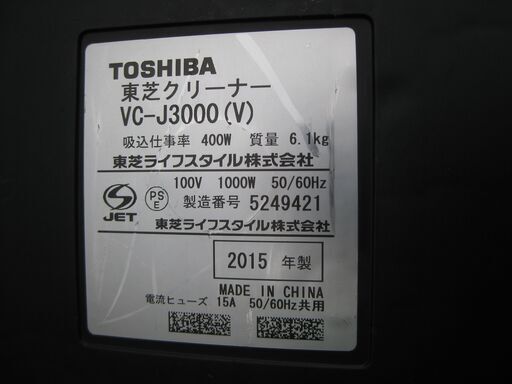 TOSHIBA
東芝クリーナー
VC-J3000(V)
吸込仕事率 400W 質量 6.1kg
東芝ライフスタイル株式会社
100V 1000W 50/60Hz
JET
PS
E
製造番号 5249421
東芝ライフスタイル株式会社
2015 年製
MADE IN CHINA
電流ヒューズ 15A 50/60Hz共用